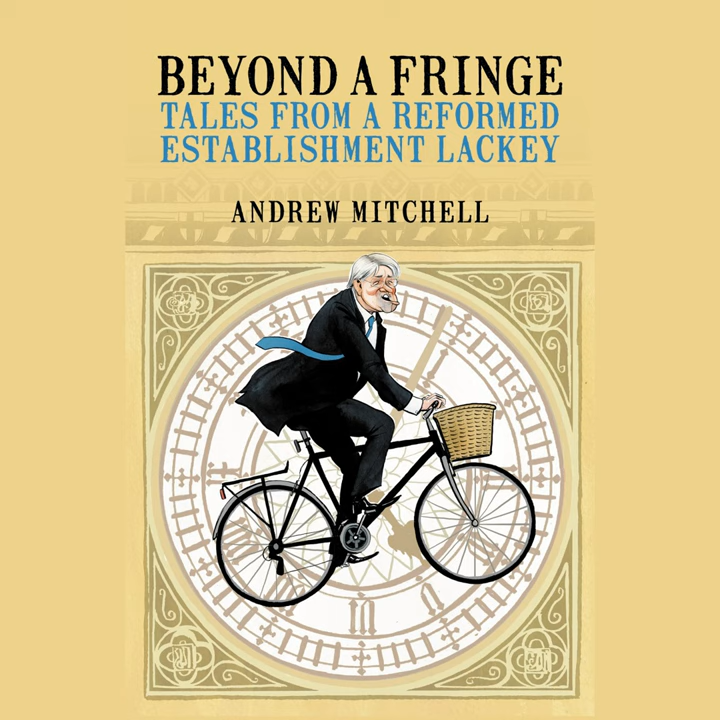 BEYOND A FRINGE
TALES FROM A REFORMED
ESTABLISHMENT LACKEY
ANDREW MITCHELL